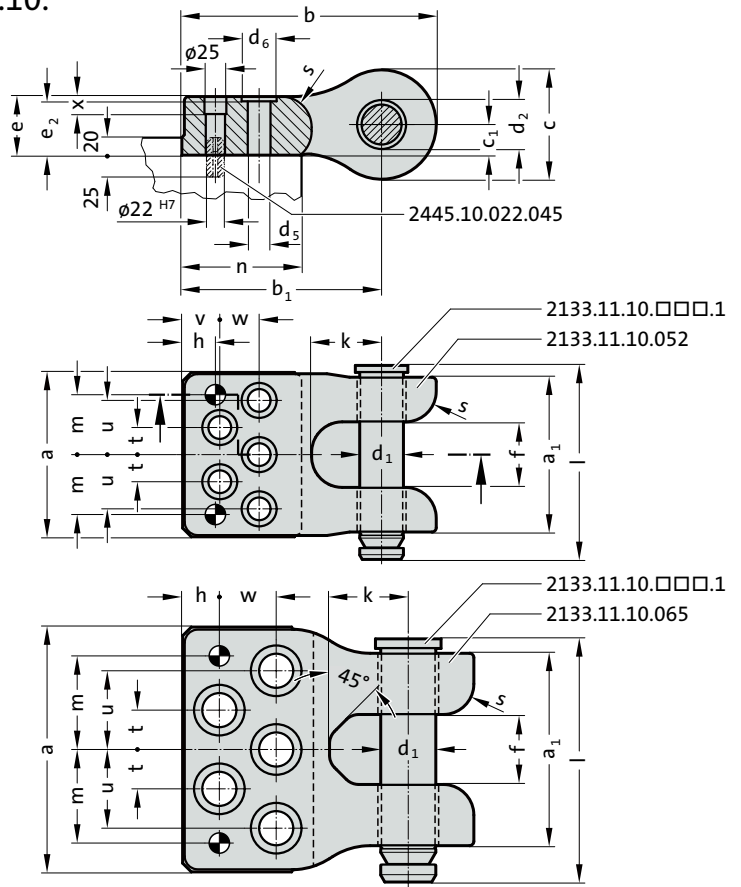 .10.
b
ø25
d6
s
x
e2
e
20
25
ø22 H7
d5
n
b1
c1
d2
c
2445.10.022.045
2133.11.10.□□□.1
2133.11.10.052
v
w
h
k
s
m
u
t
a
t
m
u
d1
f
a1
l
2133.11.10.□□□.1
2133.11.10.065
h
w
k
45°
s
m
u
t
a
t
m
u
d1
f
a1
l